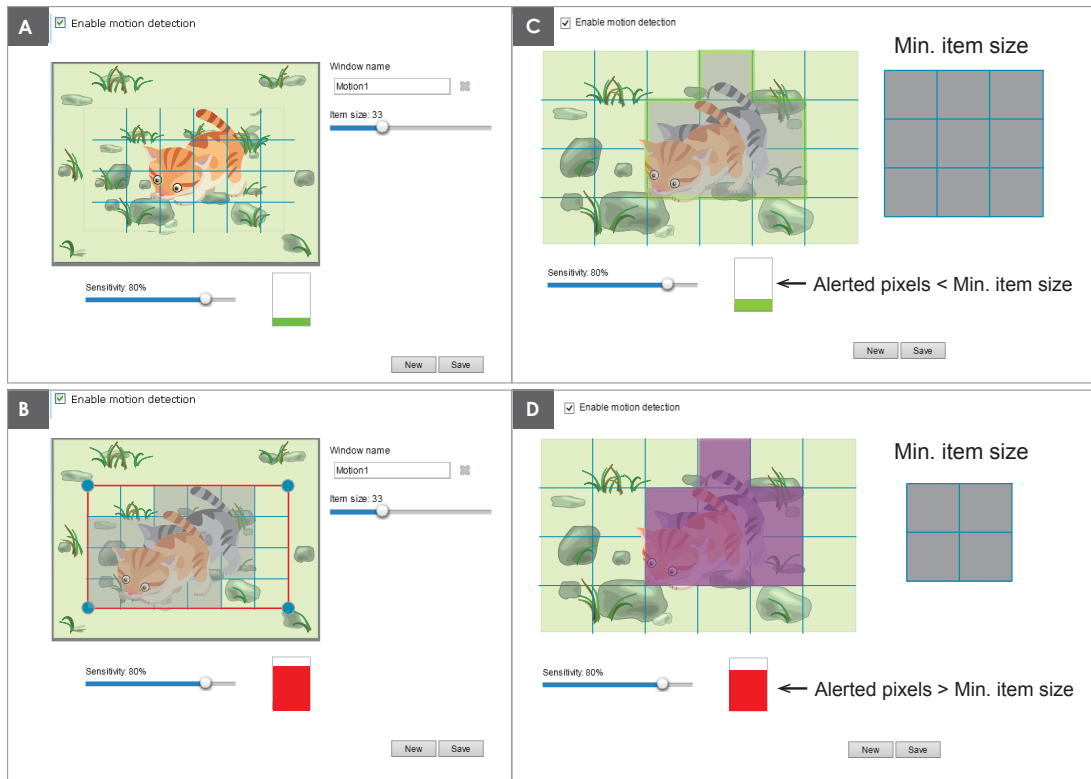 A
Enable motion detection
Window name
Motion1
Item size: 33
Sensitivity: 80%
New
Save
C
Enable motion detection
Min. item size
Sensitivity: 80%
Alerted pixels < Min. item size
New
Save
B
Enable motion detection
Window name
Motion1
Item size: 33
Sensitivity: 80%
New
Save
D
Enable motion detection
Min. item size
Sensitivity: 80%
Alerted pixels > Min. item size
New
Save